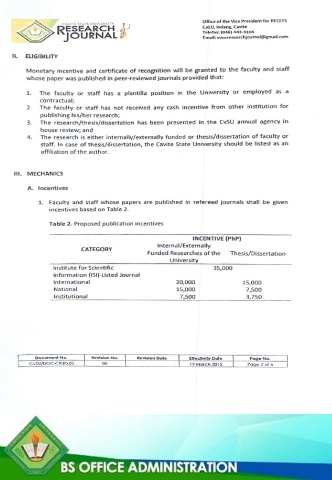 CAVITE STATE UNIVERSITY
RESEARCH
JOURNAL
Office of the Vice President for RECETS
CvSU, Indang, Cavite
Email: cvsuresearchjournal@gmail.com
II. ELIGIBILITY
Monetary incentive and certificate of recognition will be granted to the faculty and staff
whose paper was published in peer-reviewed journals provided that:
1. The faculty or staff has a plantilla position in the University or employed as a
contractual;
2. The faculty or staff has not received any cash incentive from other institution for
publishing his/her research;
3. The research/thesis/dissertation has been presented in the CvSU annual agency in
house review; and
4. The research is either internally/externally funded or thesis/dissertation of faculty or
staff. In case of thesis/dissertation, the Cavite State University should be listed as an
affiliation of the author.
III. MECHANICS
A. Incentives
1. Faculty and staff whose papers are published in refereed journals shall be given
incentives based on Table 2.
Table 2. Proposed publication incentives
INCENTIVE (PhP)
CATEGORY
Internal/Externally
Funded Researches of the
University
Thesis/Dissertation
Institute for Scientific
Information (ISI)-Listed Journal
35,000
International 20,000 15,000
National 15,000 7,500
Institutional 7,500 3,750
Document No. Revision No. Revision Date Effectivity Date Page No.
00 19 March 2015 Page 2 of 6
BS OFFICE ADMINISTRATION